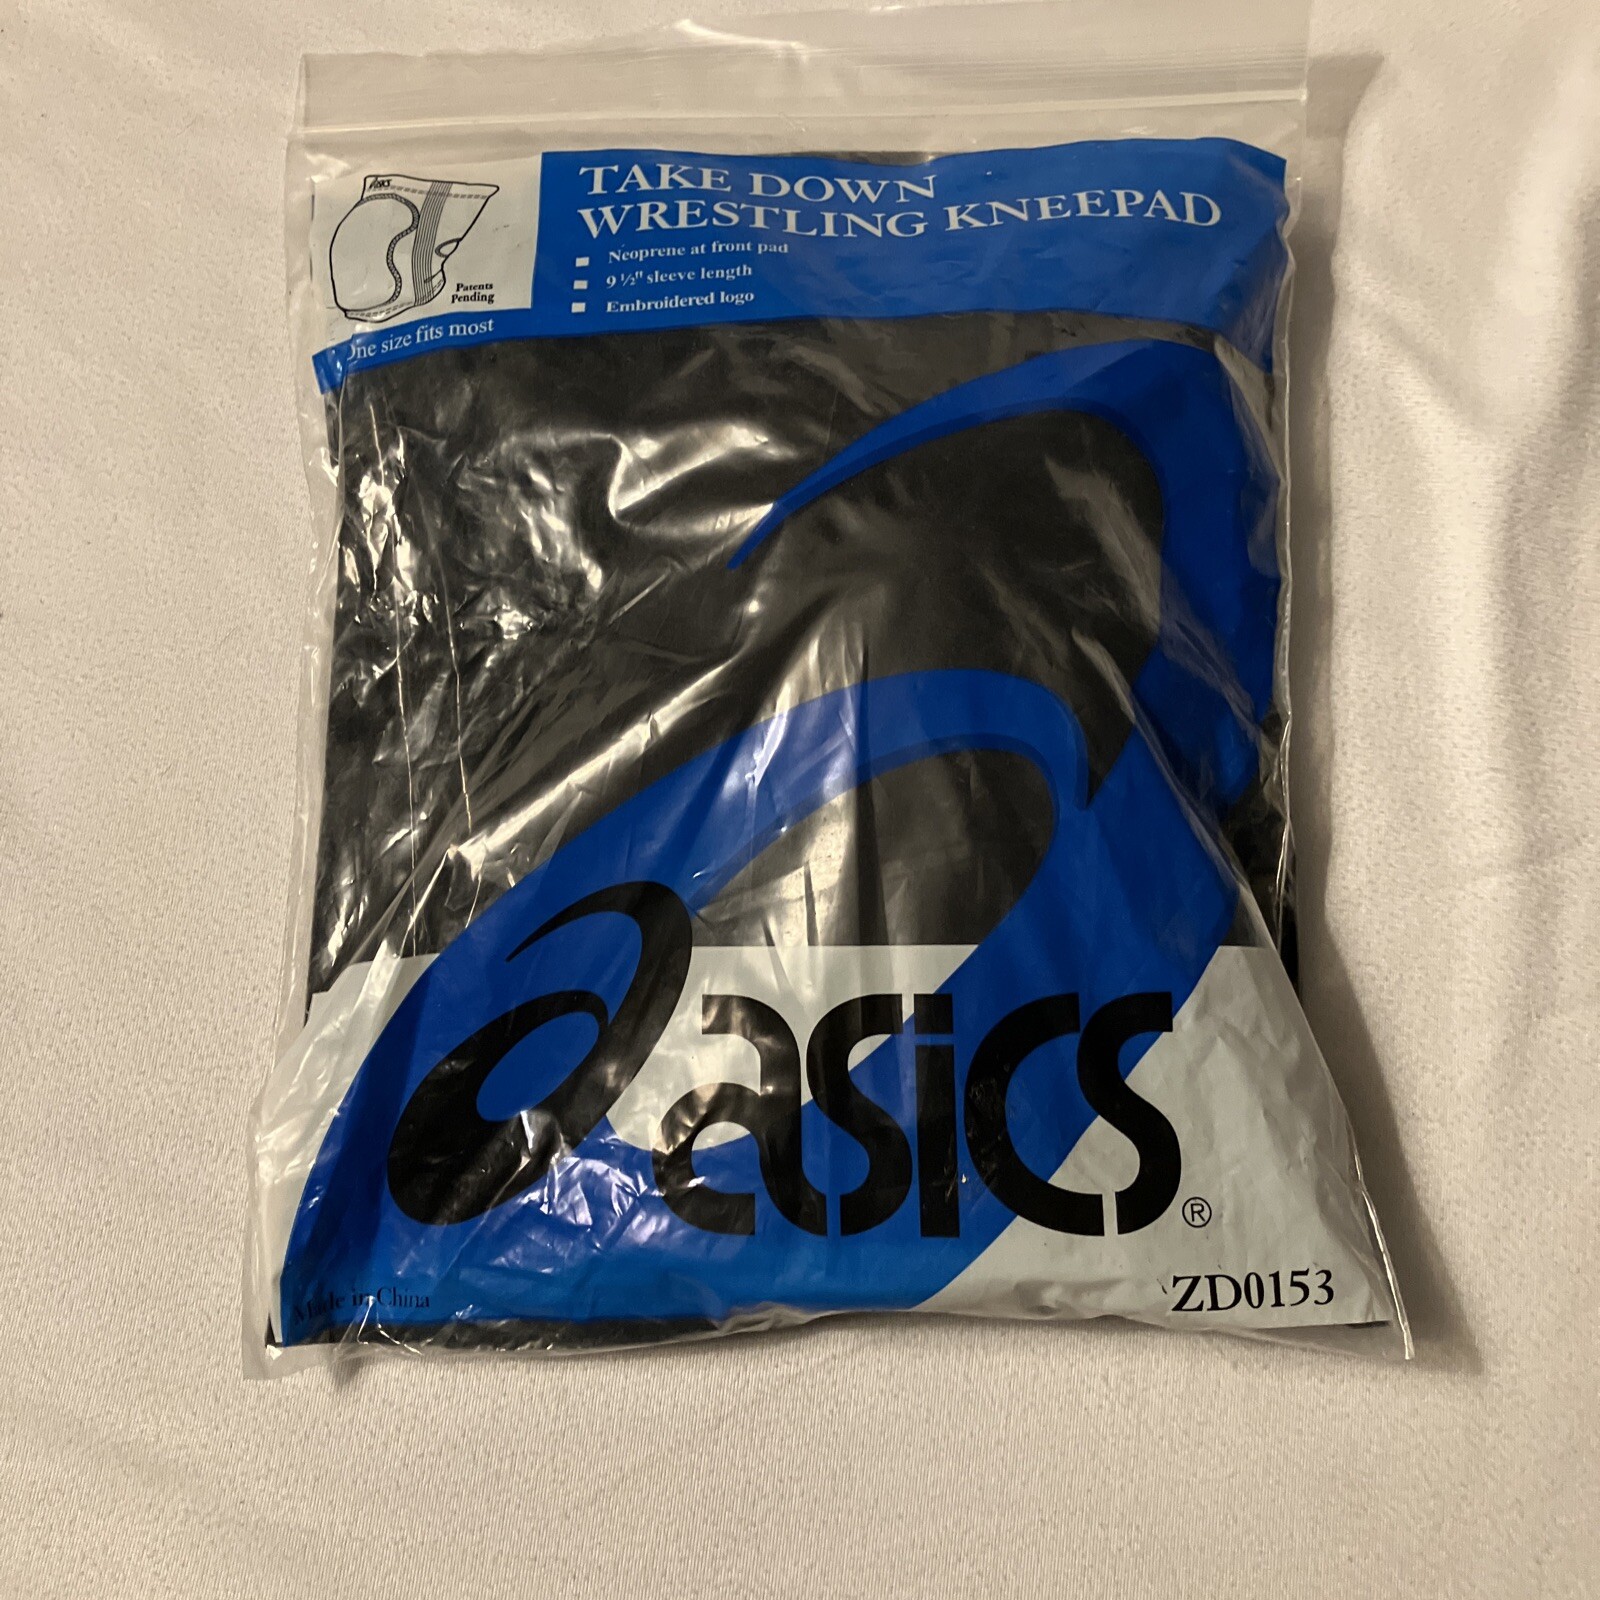 TAKE DOWN
WRESTLING KNEEPAD
Neoprene at front pad
9 ½" sleeve length
Embroidered logo
ASICS
Patents
Pending
One size fits most
asics®
Made in China
ZD0153